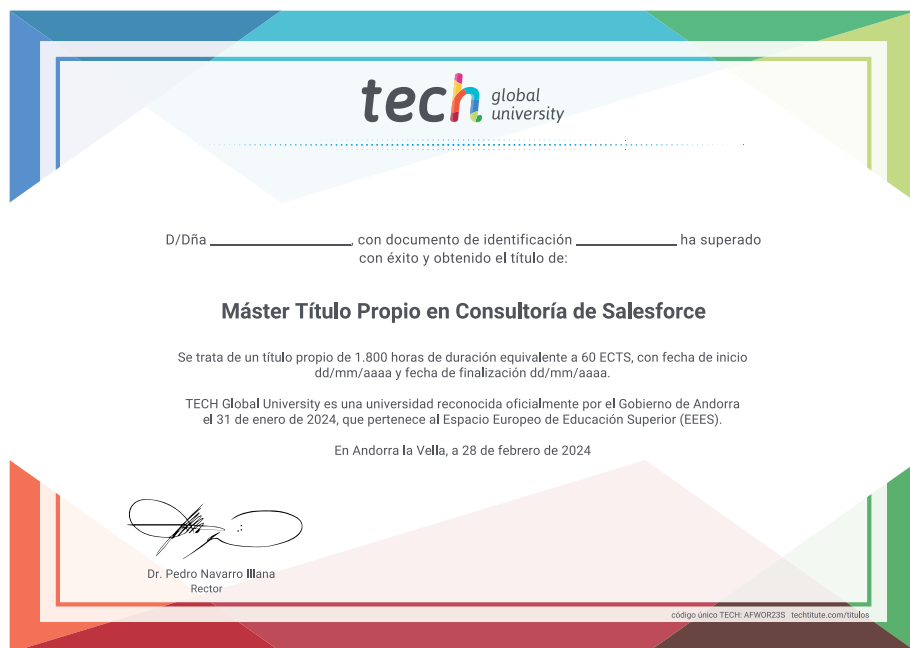 tech global university
D/Dña ________________, con documento de identificación ____________ ha superado
con éxito y obtenido el título de:
Máster Título Propio en Consultoría de Salesforce
Se trata de un título propio de 1.800 horas de duración equivalente a 60 ECTS, con fecha de inicio
dd/mm/aaaa y fecha de finalización dd/mm/aaaa.
TECH Global University es una universidad reconocida oficialmente por el Gobierno de Andorra
el 31 de enero de 2024, que pertenece al Espacio Europeo de Educación Superior (EEES).
En Andorra la Vella, a 28 de febrero de 2024
Dr. Pedro Navarro Illana
Rector
código único TECH: AFWOR23S techtitute.com/titulos